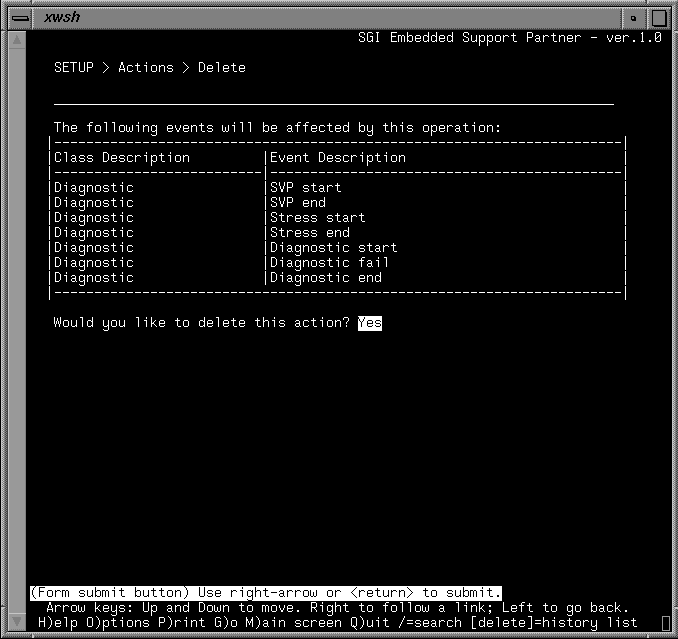 xwsh
SGI Embedded Support Partner - ver.1.0
SETUP > Actions > Delete
The following events will be affected by this operation:
Class Description |Event Description
Diagnostic |SVP start
Diagnostic |SVP end
Diagnostic |Stress start
Diagnostic |Stress end
Diagnostic |Diagnostic start
Diagnostic |Diagnostic fail
Diagnostic |Diagnostic end
Would you like to delete this action? Yes
(Form submit button) Use right-arrow or <return> to submit.
Arrow keys: Up and Down to move. Right to follow a link; Left to go back.
H)elp O)ptions P)rint G)o M)ain screen Q)uit /=search [delete]=history list